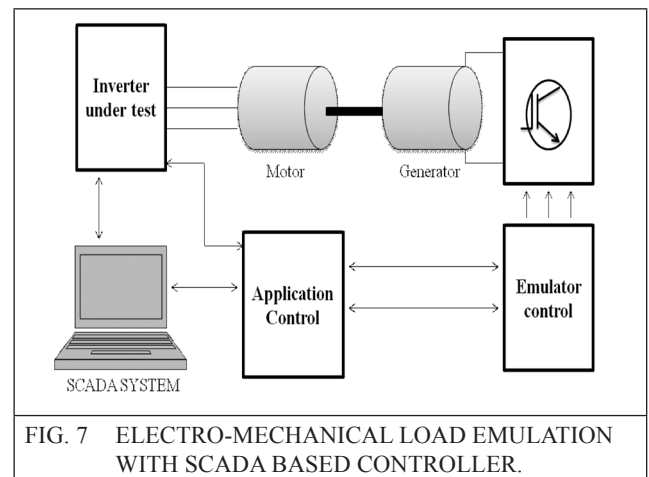 Inverter
under test
Motor
Generator
Application
Control
Emulator
control
SCADA SYSTEM
FIG. 7 ELECTRO-MECHANICAL LOAD EMULATION
WITH SCADA BASED CONTROLLER.